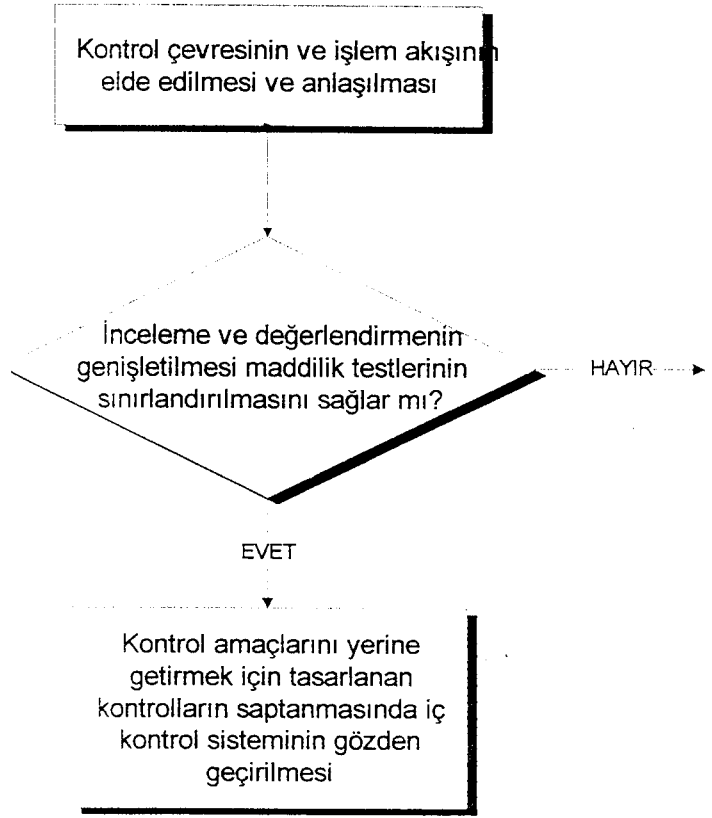 Kontrol çevresinin ve işlem akışının
elde edilmesi ve anlaşılması
İnceleme ve değerlendirmenin
genişletilmesi maddilik testlerinin
sınırlandırılmasını sağlar mı?
HAYIR
EVET
Kontrol amaçlarını yerine
getirmek için tasarlanan
kontrolların saptanmasında iç
kontrol sisteminin gözden
geçirilmesi